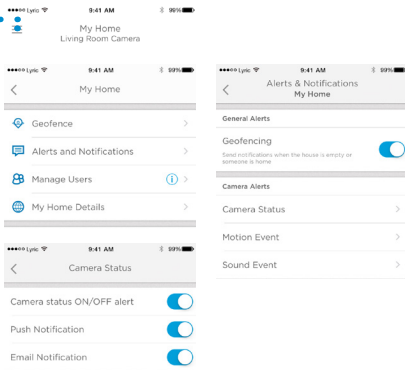 Lyric 9:41 AM 99%
My Home
Living Room Camera
Lyric 9:41 AM 99%
My Home
Geofence
Alerts and Notifications
Manage Users
My Home Details
Lyric 9:41 AM 99%
Camera Status
Camera status ON/OFF alert
Push Notification
Email Notification
Lyric 9:41 AM 99%
Alerts & Notifications
My Home
General Alerts
Geofencing
Send notifications when the house is empty or
someone is home
Camera Alerts
Camera Status
Motion Event
Sound Event